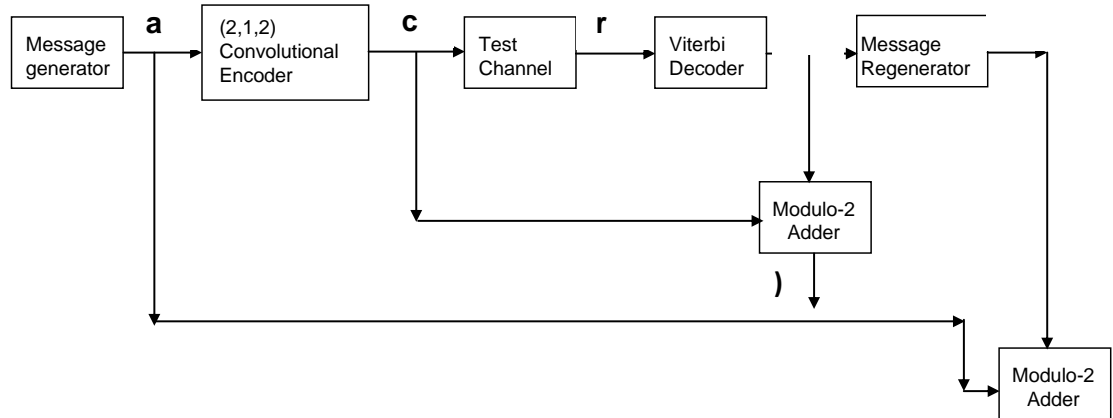 a
c
r
Message
generator
(2,1,2)
Convolutional
Encoder
Test
Channel
Viterbi
Decoder
Message
Regenerator
Modulo-2
Adder
)
Modulo-2
Adder